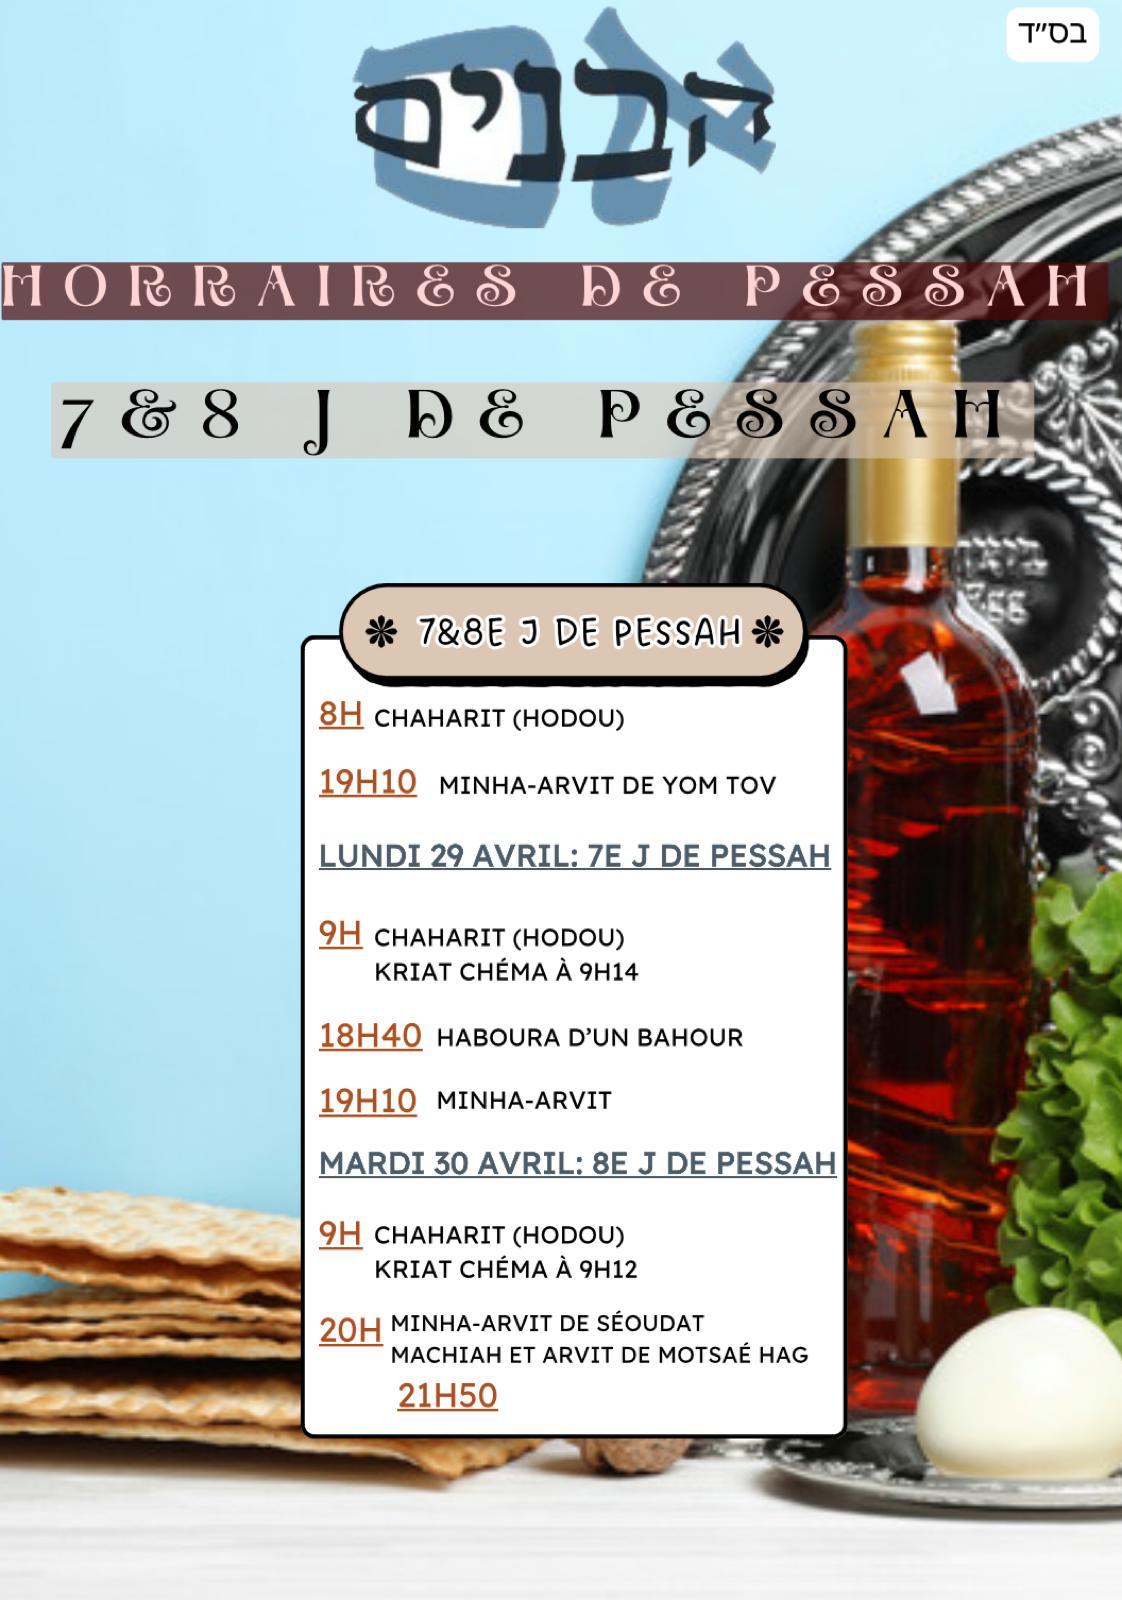 בס״ד
אם
הבנים
HORRAIRES DE PESSAH
7&8 J DE PESSAH
7&8E J DE PESSAH
8H CHAHARIT (HODOU)
19H10 MINHA-ARVIT DE YOM TOV
LUNDI 29 AVRIL: 7E J DE PESSAH
9H CHAHARIT (HODOU)
KRIAT CHÉMA À 9H14
18H40 HABOURA D’UN BAHOUR
19H10 MINHA-ARVIT
MARDI 30 AVRIL: 8E J DE PESSAH
9H CHAHARIT (HODOU)
KRIAT CHÉMA À 9H12
20H MINHA-ARVIT DE SÉOUDAT
MACHIAH ET ARVIT DE MOTSAÉ HAG
21H50
Egg